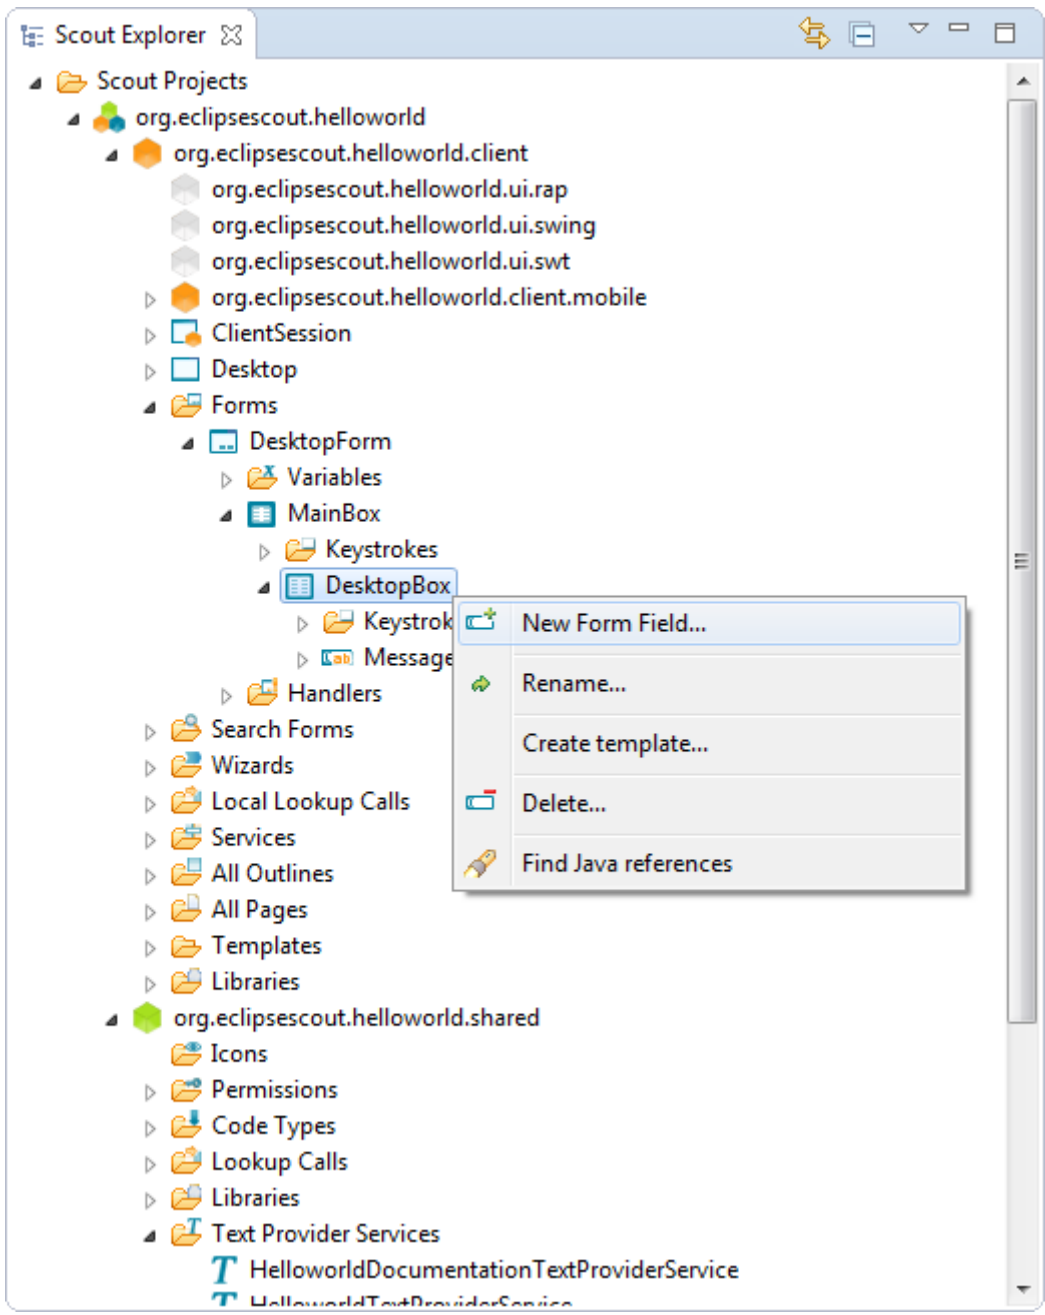 Scout Explorer
Scout Projects
org.eclipsescout.helloworld
org.eclipsescout.helloworld.client
org.eclipsescout.helloworld.ui.rap
org.eclipsescout.helloworld.ui.swing
org.eclipsescout.helloworld.ui.swt
org.eclipsescout.helloworld.client.mobile
ClientSession
Desktop
Forms
DesktopForm
Variables
MainBox
Keystrokes
DesktopBox
Keystrok
New Form Field...
Message
Rename...
Handlers
Search Forms
Create template...
Wizards
Local Lookup Calls
Delete...
Services
All Outlines
Find Java references
All Pages
Templates
Libraries
org.eclipsescout.helloworld.shared
Icons
Permissions
Code Types
Lookup Calls
Libraries
Text Provider Services
HelloworldDocumentationTextProviderService
HelloworldTextProviderService